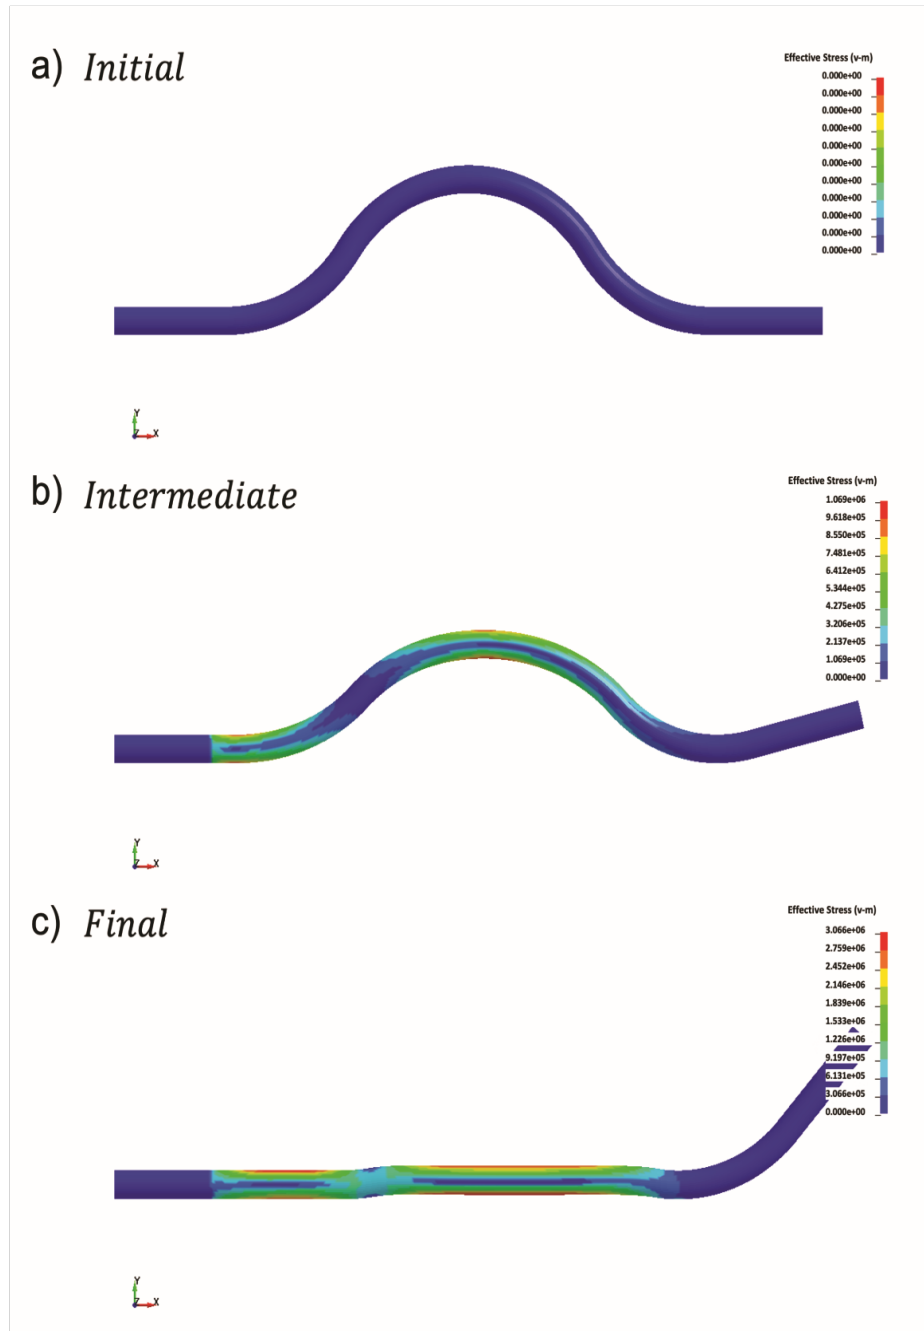 a) Initial
Effective Stress (v-m)
0.000e+00
0.000e+00
0.000e+00
0.000e+00
0.000e+00
0.000e+00
0.000e+00
0.000e+00
0.000e+00
0.000e+00
0.000e+00
Y
Z X
b) Intermediate
Effective Stress (v-m)
1.069e+06
9.618e+05
8.550e+05
7.481e+05
6.412e+05
5.344e+05
4.275e+05
3.206e+05
2.137e+05
1.069e+05
0.000e+00
Y
Z X
c) Final
Effective Stress (v-m)
3.066e+06
2.759e+06
2.452e+06
2.146e+06
1.839e+06
1.533e+06
1.226e+06
9.197e+05
6.131e+05
3.066e+05
0.000e+00
Y
Z X